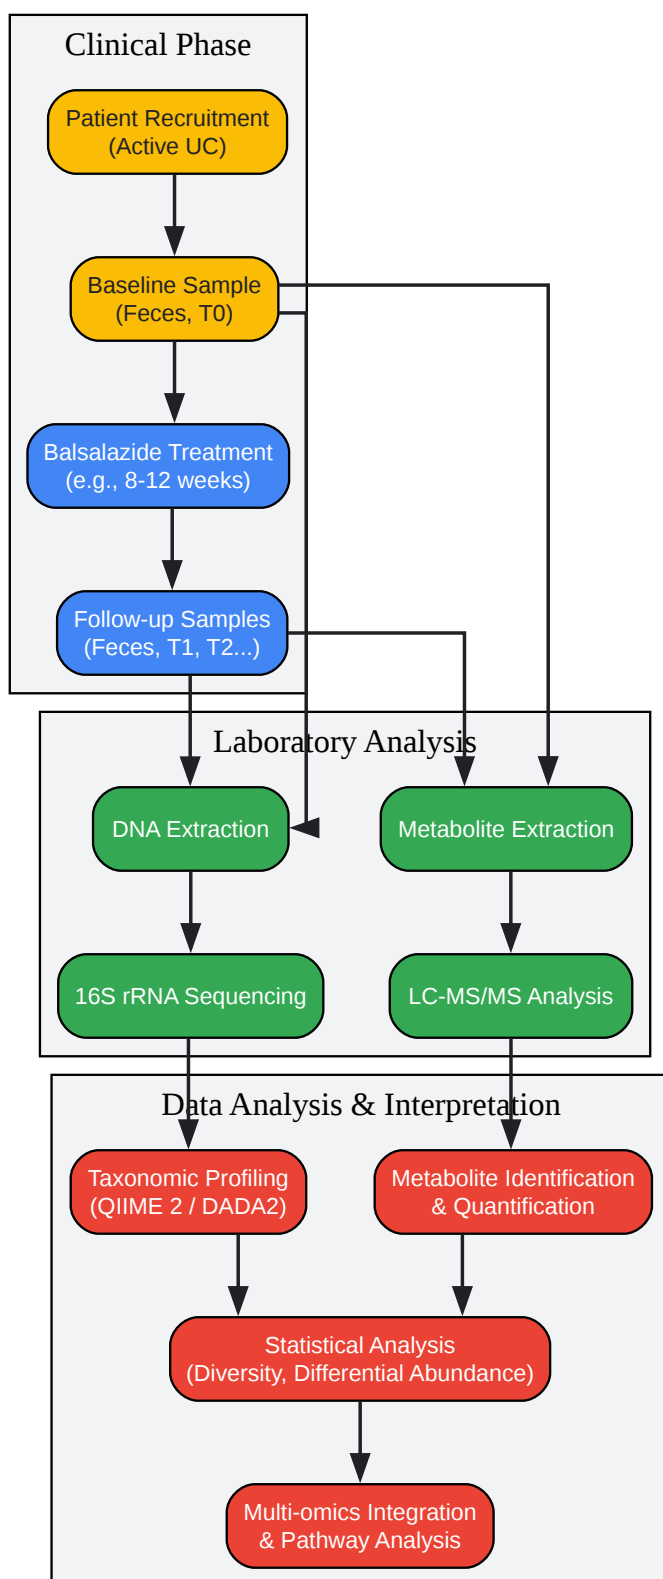 Clinical Phase
Patient Recruitment
(Active UC)
Baseline Sample
(Feces, T0)
Balsalazide Treatment
(e.g., 8-12 weeks)
Follow-up Samples
(Feces, T1, T2...)
Laboratory Analysis
DNA Extraction
Metabolite Extraction
16S rRNA Sequencing
LC-MS/MS Analysis
Data Analysis & Interpretation
Taxonomic Profiling
(QIIME 2 / DADA2)
Metabolite Identification
& Quantification
Statistical Analysis
(Diversity, Differential Abundance)
Multi-omics Integration
& Pathway Analysis